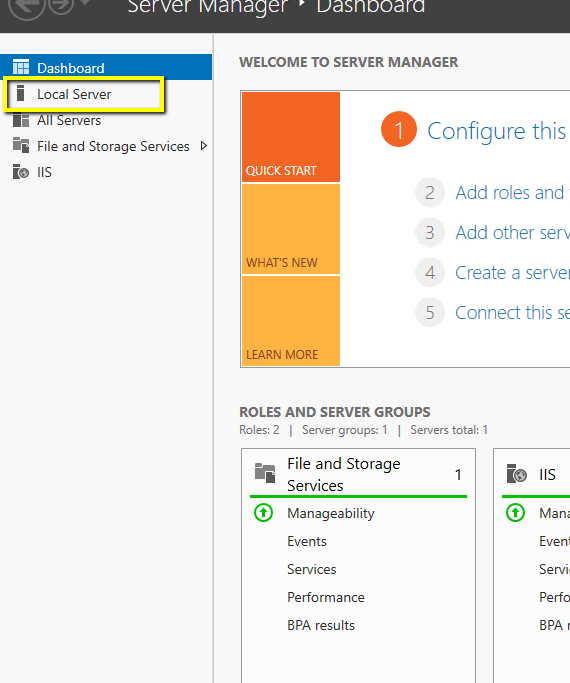 Server Manager ‣ Dashboard
Dashboard
Local Server
All Servers
File and Storage Services
IIS
WELCOME TO SERVER MANAGER
QUICK START
WHAT'S NEW
LEARN MORE
1 Configure this
2 Add roles and
3 Add other serv
4 Create a server
5 Connect this se
ROLES AND SERVER GROUPS
Roles: 2 | Server groups: 1 | Servers total: 1
File and Storage
Services
1
Manageability
Events
Services
Performance
BPA results
IIS
Mana
Event
Servi
Perfo
BPA r